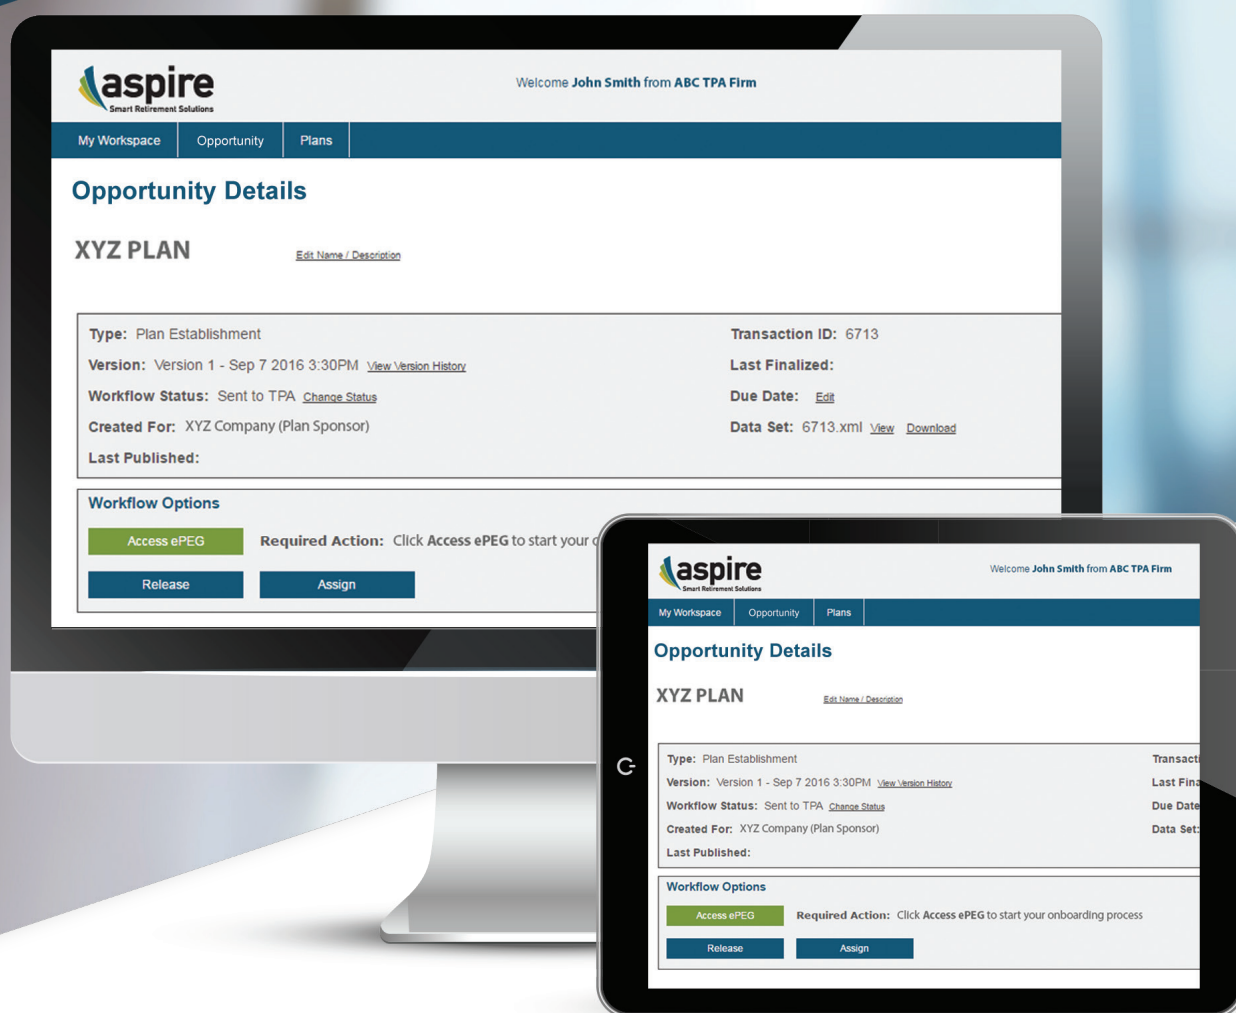 aspire
Smart Retirement Solutions
Welcome John Smith from ABC TPA Firm
My Workspace Opportunity Plans
Opportunity Details
XYZ PLAN Edit Name / Description
Type: Plan Establishment Transaction ID: 6713
Version: Version 1 - Sep 7 2016 3:30PM View Version History Last Finalized:
Workflow Status: Sent to TPA Change Status Due Date: Edit
Created For: XYZ Company (Plan Sponsor) Data Set: 6713.xml View Download
Last Published:
Workflow Options
Access ePEG Required Action: Click Access ePEG to start your
Release Assign
aspire
Smart Retirement Solutions
Welcome John Smith from ABC TPA Firm
My Workspace Opportunity Plans
Opportunity Details
XYZ PLAN Edit Name / Description
Type: Plan Establishment Transacti
Version: Version 1 - Sep 7 2016 3:30PM View Version History Last Fina
Workflow Status: Sent to TPA Change Status Due Date
Created For: XYZ Company (Plan Sponsor) Data Set:
Last Published:
Workflow Options
Access ePEG Required Action: Click Access ePEG to start your onboarding process
Release Assign